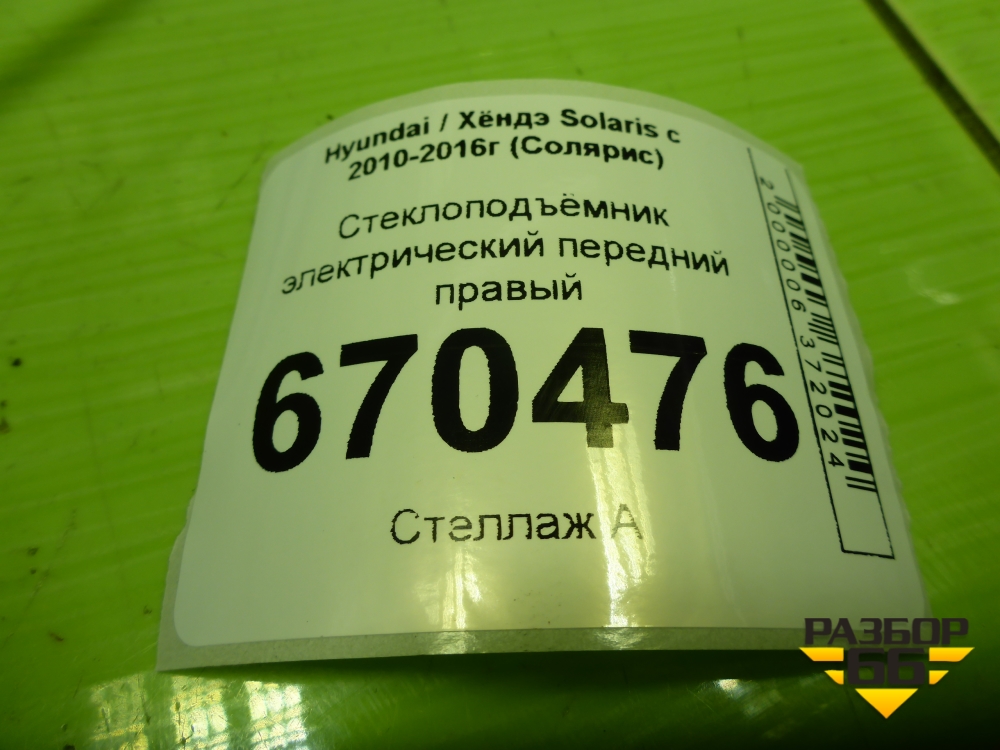 Hyundai / Хёндэ Solaris с
2010-2016г (Солярис)
Стеклоподъёмник
электрический передний
правый
670476
Стеллаж А
2000006372024
РАЗБОР
66